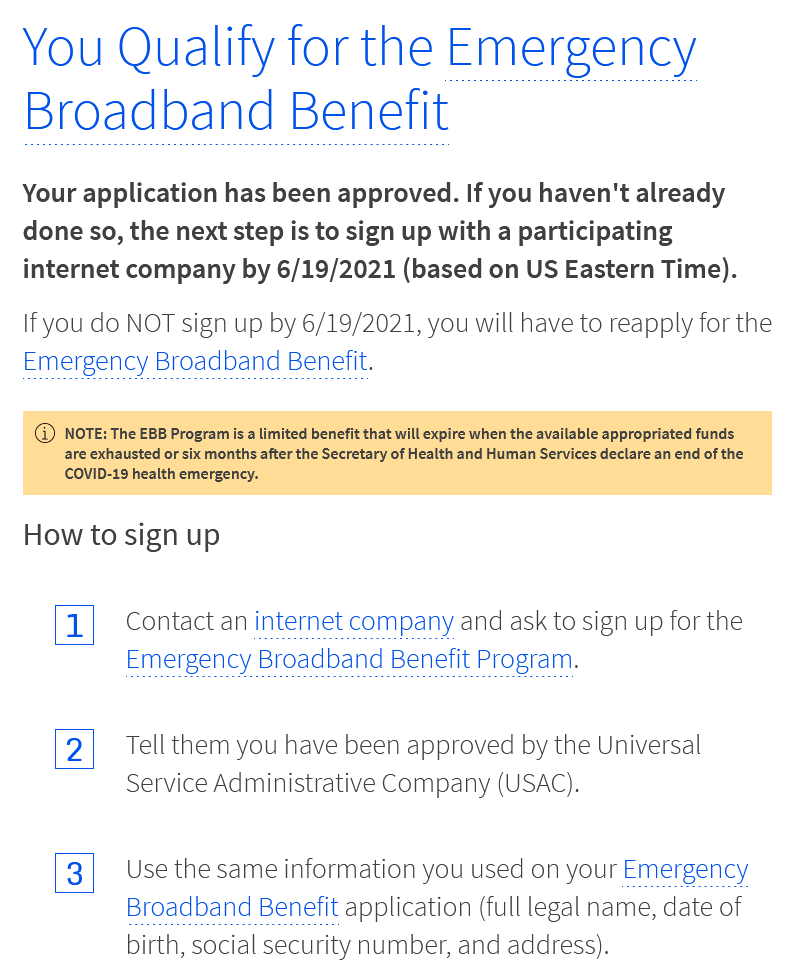 You Qualify for the Emergency
Broadband Benefit
Your application has been approved. If you haven't already
done so, the next step is to sign up with a participating
internet company by 6/19/2021 (based on US Eastern Time).
If you do NOT sign up by 6/19/2021, you will have to reapply for the
Emergency Broadband Benefit.
NOTE: The EBB Program is a limited benefit that will expire when the available appropriated funds
are exhausted or six months after the Secretary of Health and Human Services declare an end of the
COVID-19 health emergency.
How to sign up
1 Contact an internet company and ask to sign up for the
Emergency Broadband Benefit Program.
2 Tell them you have been approved by the Universal
Service Administrative Company (USAC).
3 Use the same information you used on your Emergency
Broadband Benefit application (full legal name, date of
birth, social security number, and address).